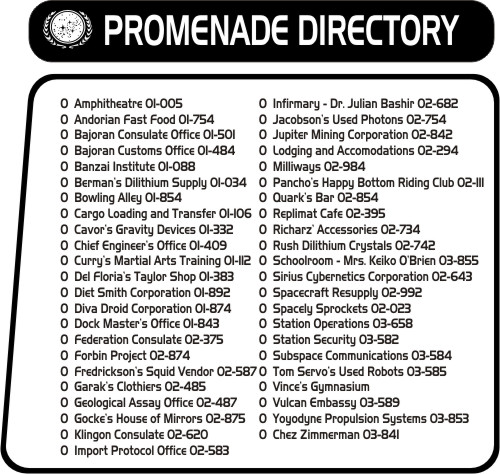 PROMENADE DIRECTORY
O Amphitheatre 01-005
O Andorian Fast Food 01-754
O Bajoran Consulate Office 01-501
O Bajoran Customs Office 01-484
O Banzai Institute 01-088
O Berman's Dilithium Supply 01-034
O Bowling Alley 01-854
O Cargo Loading and Transfer 01-106
O Cavor's Gravity Devices 01-332
O Chief Engineer's Office 01-409
O Curry's Martial Arts Training 01-112
O Del Floria's Taylor Shop 01-383
O Diet Smith Corporation 01-892
O Diva Droid Corporation 01-874
O Dock Master's Office 01-843
O Federation Consulate 02-375
O Forbin Project 02-874
O Fredrickson's Squid Vendor 02-587
O Garak's Clothiers 02-485
O Geological Assay Office 02-487
O Gocke's House of Mirrors 02-875
O Klingon Consulate 02-620
O Import Protocol Office 02-583
O Infirmary - Dr. Julian Bashir 02-682
O Jacobson's Used Photons 02-754
O Jupiter Mining Corporation 02-842
O Lodging and Accomodations 02-294
O Milliways 02-984
O Pancho's Happy Bottom Riding Club 02-111
O Quark's Bar 02-854
O Replimat Cafe 02-395
O Richarz' Accessories 02-734
O Rush Dilithium Crystals 02-742
O Schoolroom - Mrs. Keiko O'Brien 03-855
O Sirius Cybernetics Corporation 02-643
O Spacecraft Resupply 02-992
O Spacely Sprockets 02-023
O Station Operations 03-658
O Station Security 03-582
O Subspace Communications 03-584
O Tom Servo's Used Robots 03-585
O Vince's Gymnasium
O Vulcan Embassy 03-589
O Yoyodyne Propulsion Systems 03-853
O Chez Zimmerman 03-841